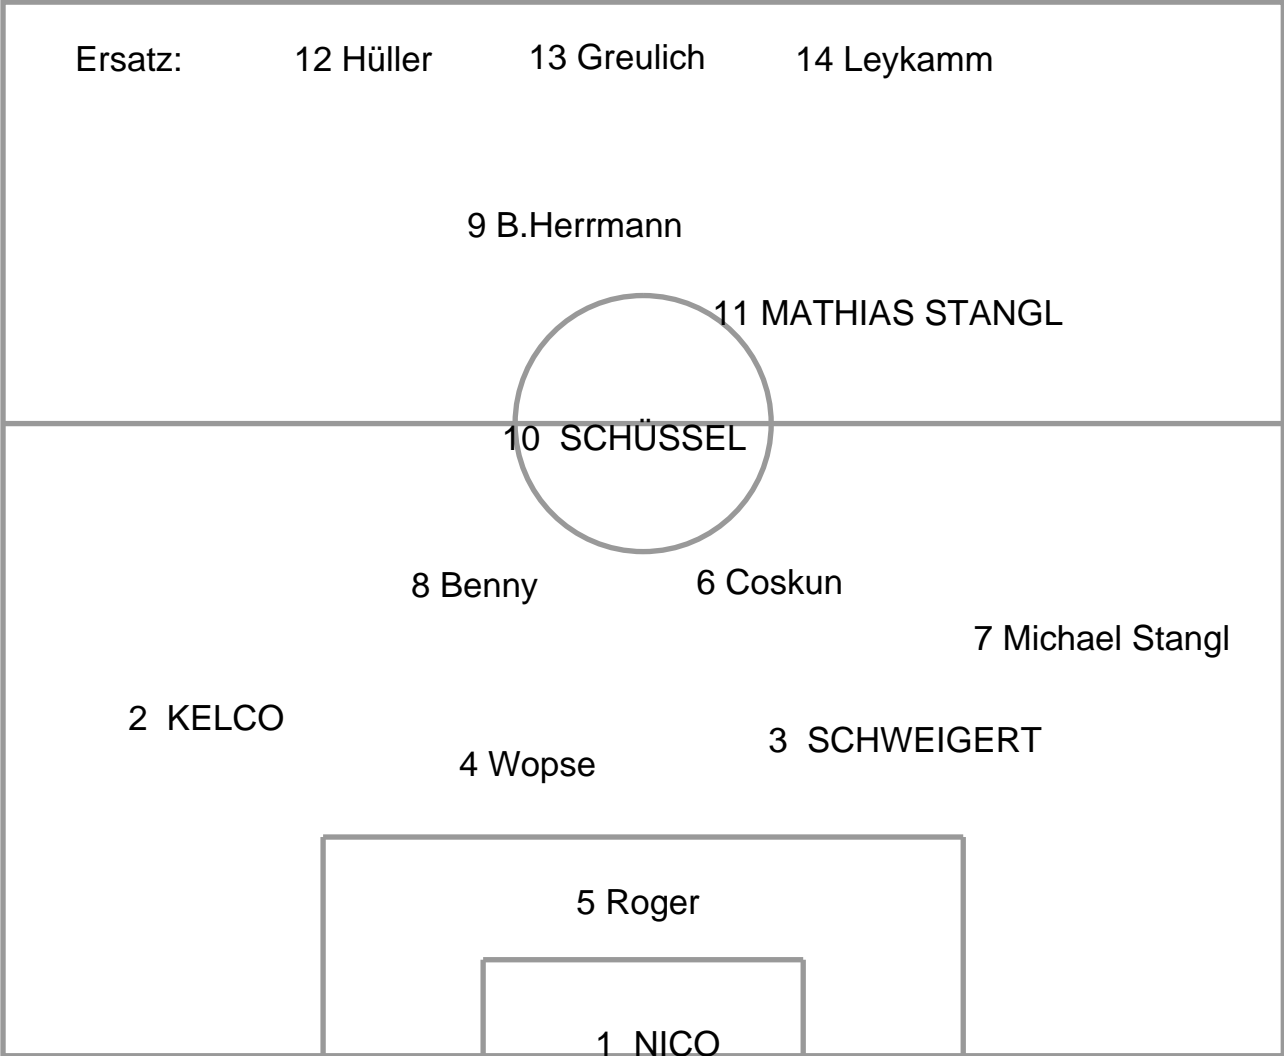 Ersatz: 12 Hüller 13 Greulich 14 Leykamm
9 B.Herrmann
11 MATHIAS STANGL
10 SCHÜSSEL
8 Benny 6 Coskun
7 Michael Stangl
2 KELCO
3 SCHWEIGERT
4 Wopse
5 Roger
1 NICO